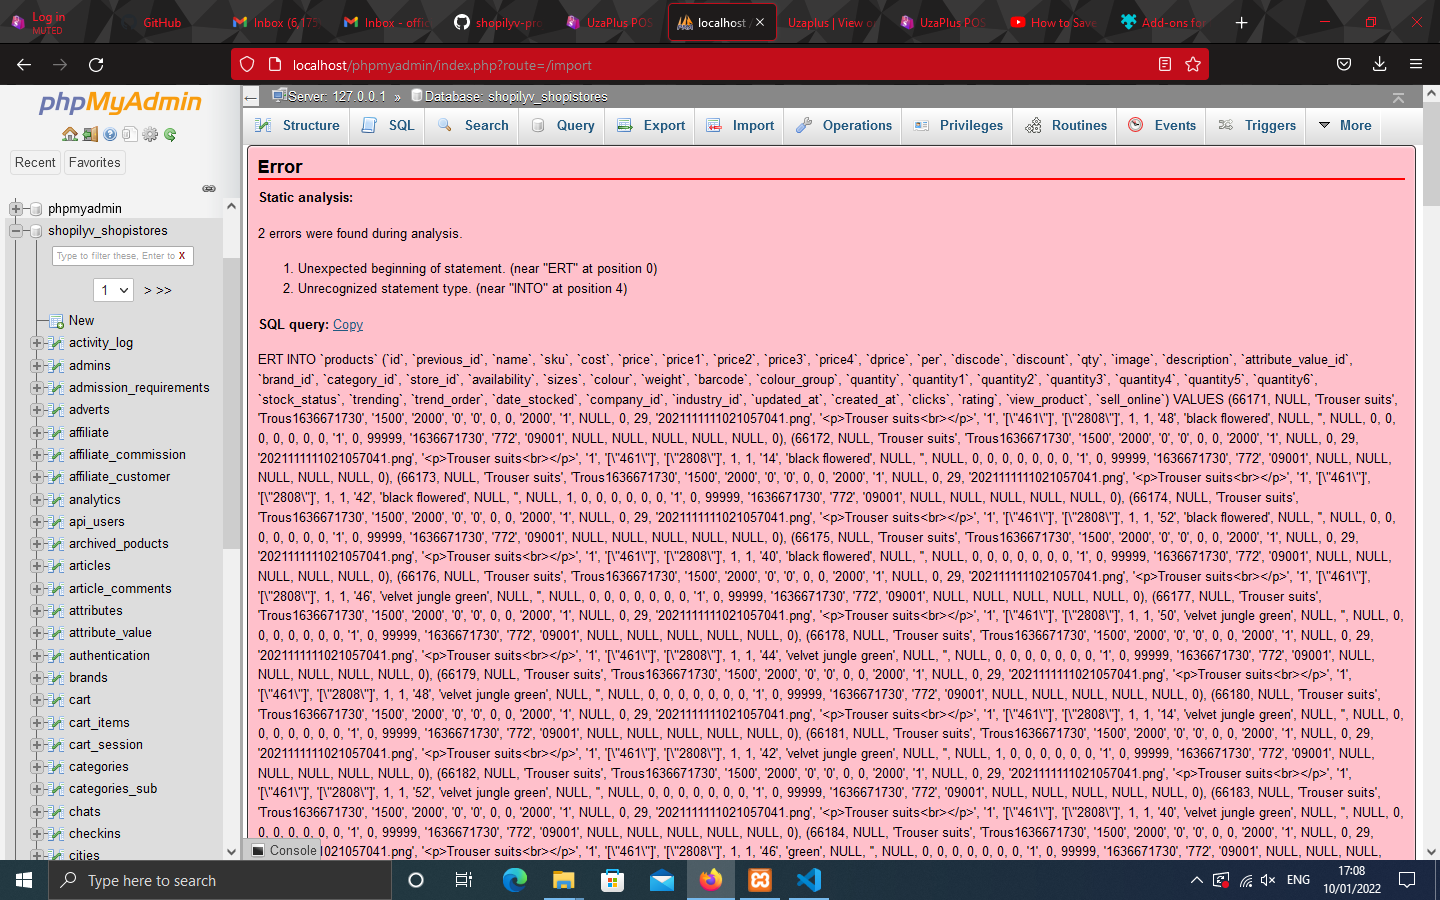 Log in
MUTED
GitHub
Inbox (6,175
Inbox - offic
shopilyv-pro
UzaPlus POS
localhost /
Uzaplus | View or
UzaPlus POS
How to Save
Add-ons for
localhost/phpmyadmin/index.php?route=/import
phpMyAdmin
Recent
Favorites
phpmyadmin
shopilyv_shopistores
Type to filter these, Enter to
X
1
> >>
New
activity_log
admins
admission_requirements
adverts
affiliate
affiliate_commission
affiliate_customer
analytics
api_users
archived_poducts
articles
article_comments
attributes
attribute_value
authentication
brands
cart
cart_items
cart_session
categories
categories_sub
chats
checkins
cities
Server: 127.0.0.1 » Database: shopilyv_shopistores
Structure SQL Search Query Export Import Operations Privileges Routines Events Triggers More
Error
Static analysis:
2 errors were found during analysis.
1. Unexpected beginning of statement. (near "ERT" at position 0)
2. Unrecognized statement type. (near "INTO" at position 4)
SQL query: Copy
ERT INTO `products` (`id`, `previous_id`, `name`, `sku`, `cost`, `price`, `price1`, `price2`, `price3`, `price4`, `dprice`, `per`, `discode`, `discount`, `qty`, `image`, `description`, `attribute_value_id`,
`brand_id`, `category_id`, `store_id`, `availability`, `sizes`, `colour`, `weight`, `barcode`, `colour_group`, `quantity`, `quantity1`, `quantity2`, `quantity3`, `quantity4`, `quantity5`, `quantity6`,
`stock_status`, `trending`, `trend_order`, `date_stocked`, `company_id`, `industry_id`, `updated_at`, `created_at`, `clicks`, `rating`, `view_product`, `sell_online`) VALUES (66171, NULL, 'Trouser suits',
'Trous1636671730', '1500', '2000', '0', '0', 0, 0, '2000', '1', NULL, 0, 29, '2021111111021057041.png', '<p>Trouser suits<br></p>', '1', '[\"461\"]', '[\"2808\"]', 1, 1, '48', 'black flowered', NULL, '', NULL, 0, 0,
0, 0, 0, 0, 0, '1', 0, 99999, '1636671730', '772', '09001', NULL, NULL, NULL, NULL, NULL, 0), (66172, NULL, 'Trouser suits', 'Trous1636671730', '1500', '2000', '0', '0', 0, 0, '2000', '1', NULL, 0, 29,
'2021111111021057041.png', '<p>Trouser suits<br></p>', '1', '[\"461\"]', '[\"2808\"]', 1, 1, '14', 'black flowered', NULL, '', NULL, 0, 0, 0, 0, 0, 0, 0, '1', 0, 99999, '1636671730', '772', '09001', NULL, NULL,
NULL, NULL, NULL, 0), (66173, NULL, 'Trouser suits', 'Trous1636671730', '1500', '2000', '0', '0', 0, 0, '2000', '1', NULL, 0, 29, '2021111111021057041.png', '<p>Trouser suits<br></p>', '1', '[\"461\"]',
'[\"2808\"]', 1, 1, '42', 'black flowered', NULL, '', NULL, 1, 0, 0, 0, 0, 0, 0, '1', 0, 99999, '1636671730', '772', '09001', NULL, NULL, NULL, NULL, NULL, 0), (66174, NULL, 'Trouser suits',
'Trous1636671730', '1500', '2000', '0', '0', 0, 0, '2000', '1', NULL, 0, 29, '2021111111021057041.png', '<p>Trouser suits<br></p>', '1', '[\"461\"]', '[\"2808\"]', 1, 1, '52', 'black flowered', NULL, '', NULL, 0, 0,
0, 0, 0, 0, 0, '1', 0, 99999, '1636671730', '772', '09001', NULL, NULL, NULL, NULL, NULL, 0), (66175, NULL, 'Trouser suits', 'Trous1636671730', '1500', '2000', '0', '0', 0, 0, '2000', '1', NULL, 0, 29,
'2021111111021057041.png', '<p>Trouser suits<br></p>', '1', '[\"461\"]', '[\"2808\"]', 1, 1, '40', 'black flowered', NULL, '', NULL, 0, 0, 0, 0, 0, 0, 0, '1', 0, 99999, '1636671730', '772', '09001', NULL, NULL,
NULL, NULL, NULL, 0), (66176, NULL, 'Trouser suits', 'Trous1636671730', '1500', '2000', '0', '0', 0, 0, '2000', '1', NULL, 0, 29, '2021111111021057041.png', '<p>Trouser suits<br></p>', '1', '[\"461\"]',
'[\"2808\"]', 1, 1, '46', 'velvet jungle green', NULL, '', NULL, 0, 0, 0, 0, 0, 0, 0, '1', 0, 99999, '1636671730', '772', '09001', NULL, NULL, NULL, NULL, NULL, 0), (66177, NULL, 'Trouser suits',
'Trous1636671730', '1500', '2000', '0', '0', 0, 0, '2000', '1', NULL, 0, 29, '2021111111021057041.png', '<p>Trouser suits<br></p>', '1', '[\"461\"]', '[\"2808\"]', 1, 1, '50', 'velvet jungle green', NULL, '', NULL, 0,
0, 0, 0, 0, 0, 0, '1', 0, 99999, '1636671730', '772', '09001', NULL, NULL, NULL, NULL, NULL, 0), (66178, NULL, 'Trouser suits', 'Trous1636671730', '1500', '2000', '0', '0', 0, 0, '2000', '1', NULL, 0, 29,
'2021111111021057041.png', '<p>Trouser suits<br></p>', '1', '[\"461\"]', '[\"2808\"]', 1, 1, '44', 'velvet jungle green', NULL, '', NULL, 0, 0, 0, 0, 0, 0, 0, '1', 0, 99999, '1636671730', '772', '09001', NULL,
NULL, NULL, NULL, NULL, 0), (66179, NULL, 'Trouser suits', 'Trous1636671730', '1500', '2000', '0', '0', 0, 0, '2000', '1', NULL, 0, 29, '2021111111021057041.png', '<p>Trouser suits<br></p>', '1',
'[\"461\"]', '[\"2808\"]', 1, 1, '48', 'velvet jungle green', NULL, '', NULL, 0, 0, 0, 0, 0, 0, 0, '1', 0, 99999, '1636671730', '772', '09001', NULL, NULL, NULL, NULL, NULL, 0), (66180, NULL, 'Trouser suits',
'Trous1636671730', '1500', '2000', '0', '0', 0, 0, '2000', '1', NULL, 0, 29, '2021111111021057041.png', '<p>Trouser suits<br></p>', '1', '[\"461\"]', '[\"2808\"]', 1, 1, '14', 'velvet jungle green', NULL, '', NULL, 0,
0, 0, 0, 0, 0, 0, '1', 0, 99999, '1636671730', '772', '09001', NULL, NULL, NULL, NULL, NULL, 0), (66181, NULL, 'Trouser suits', 'Trous1636671730', '1500', '2000', '0', '0', 0, 0, '2000', '1', NULL, 0, 29,
'2021111111021057041.png', '<p>Trouser suits<br></p>', '1', '[\"461\"]', '[\"2808\"]', 1, 1, '42', 'velvet jungle green', NULL, '', NULL, 1, 0, 0, 0, 0, 0, 0, '1', 0, 99999, '1636671730', '772', '09001', NULL,
NULL, NULL, NULL, NULL, 0), (66182, NULL, 'Trouser suits', 'Trous1636671730', '1500', '2000', '0', '0', 0, 0, '2000', '1', NULL, 0, 29, '2021111111021057041.png', '<p>Trouser suits<br></p>', '1',
'[\"461\"]', '[\"2808\"]', 1, 1, '52', 'velvet jungle green', NULL, '', NULL, 0, 0, 0, 0, 0, 0, 0, '1', 0, 99999, '1636671730', '772', '09001', NULL, NULL, NULL, NULL, NULL, 0), (66183, NULL, 'Trouser suits',
'Trous1636671730', '1500', '2000', '0', '0', 0, 0, '2000', '1', NULL, 0, 29, '2021111111021057041.png', '<p>Trouser suits<br></p>', '1', '[\"461\"]', '[\"2808\"]', 1, 1, '40', 'velvet jungle green', NULL, '', NULL, 0,
0, 0, 0, 0, 0, 0, '1', 0, 99999, '1636671730', '772', '09001', NULL, NULL, NULL, NULL, NULL, 0), (66184, NULL, 'Trouser suits', 'Trous1636671730', '1500', '2000', '0', '0', 0, 0, '2000', '1', NULL, 0, 29,
1021057041.png', '<p>Trouser suits<br></p>', '1', '[\"461\"]', '[\"2808\"]', 1, 1, '46', 'green', NULL, '', NULL, 0, 0, 0, 0, 0, 0, 0, '1', 0, 99999, '1636671730', '772', '09001', NULL, NULL, NULL,
Console
Type here to search
ENG
17:08
10/01/2022